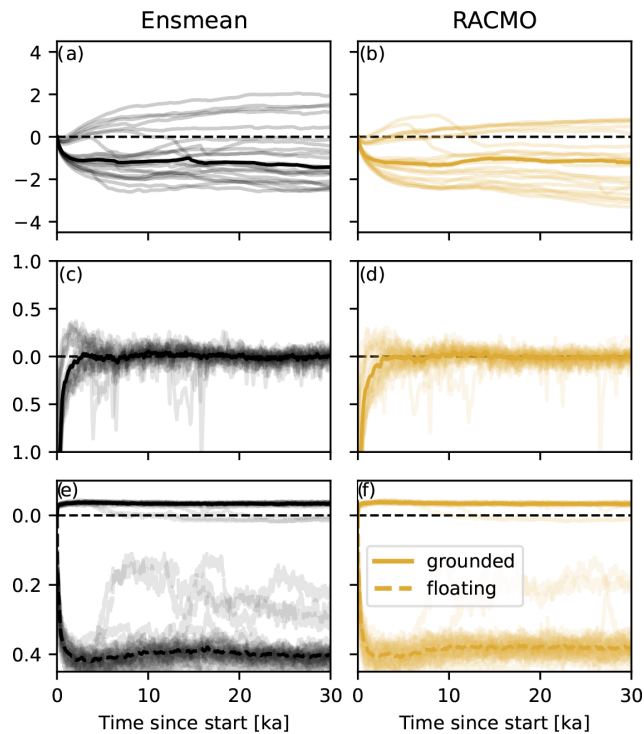 Ensmean RACMO
(a) (b)
4
2
0
−2
−4
(c) (d)
1.0
0.5
0.0
0.5
1.0
(e) (f)
0.0
0.2
0.4
grounded
floating
0 10 20 30 0 10 20 30
Time since start [ka] Time since start [ka]